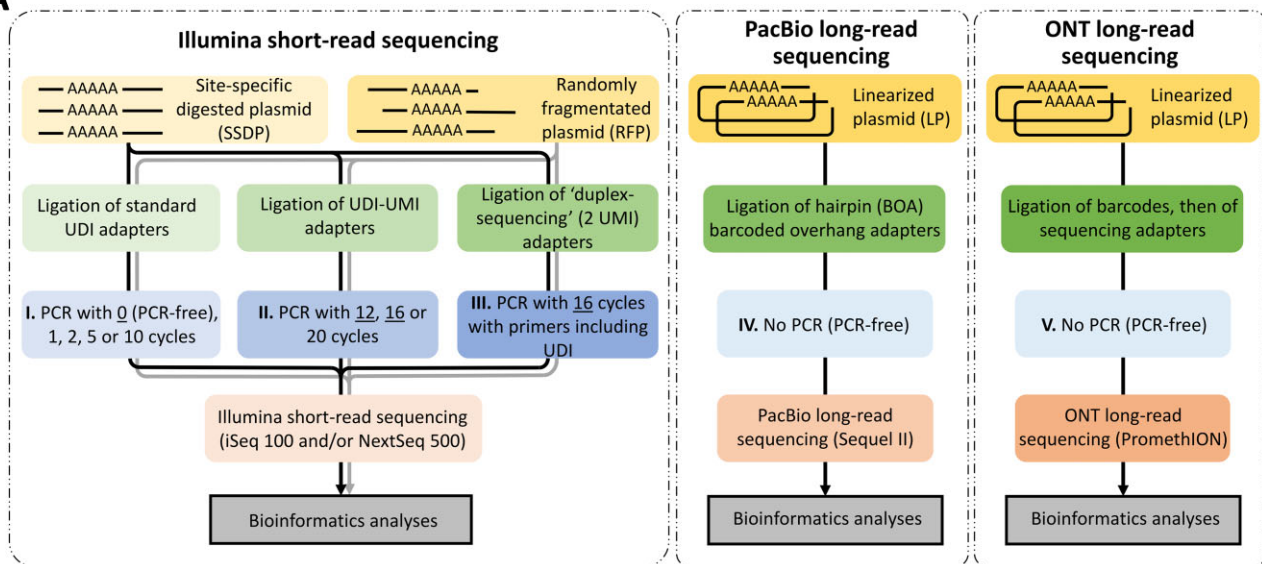 A
Illumina short-read sequencing
AAAAA
AAAAA
AAAAA
Site-specific
digested plasmid
(SSDP)
AAAAA
AAAAA
AAAAA
Randomly
fragmentated
plasmid (RFP)
Ligation of standard
UDI adapters
Ligation of UDI-UMI
adapters
Ligation of ‘duplex-
sequencing’ (2 UMI)
adapters
I. PCR with 0 (PCR-free),
1, 2, 5 or 10 cycles
II. PCR with 12, 16 or
20 cycles
III. PCR with 16 cycles
with primers including
UDI
Illumina short-read sequencing
(iSeq 100 and/or NextSeq 500)
Bioinformatics analyses
PacBio long-read
sequencing
AAAAA
AAAAA
Linearized
plasmid (LP)
Ligation of hairpin (BOA)
barcoded overhang adapters
IV. No PCR (PCR-free)
PacBio long-read
sequencing (Sequel II)
Bioinformatics analyses
ONT long-read
sequencing
AAAAA
AAAAA
Linearized
plasmid (LP)
Ligation of barcodes, then of
sequencing adapters
V. No PCR (PCR-free)
ONT long-read
sequencing (PromethION)
Bioinformatics analyses